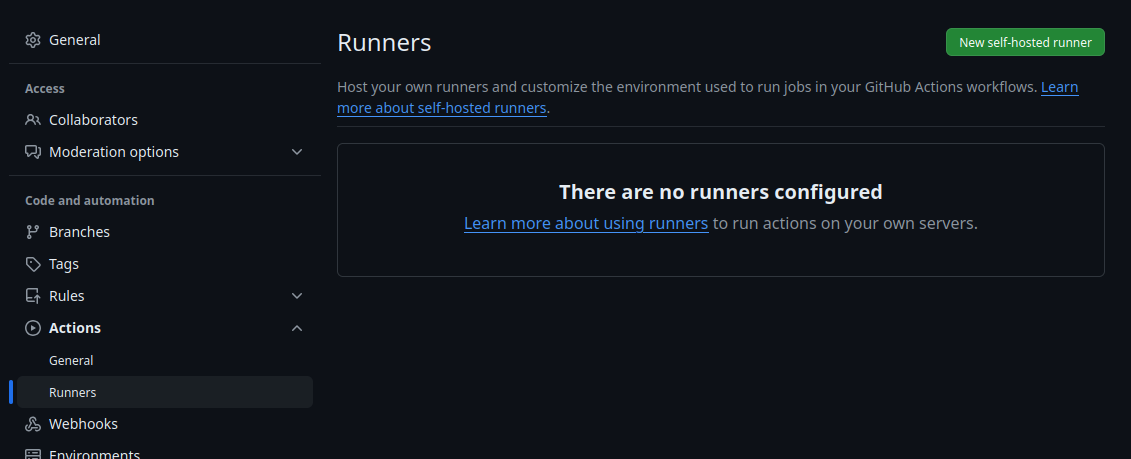 General
Access
Collaborators
Moderation options
Code and automation
Branches
Tags
Rules
Actions
General
Runners
Webhooks
Environments
Runners
New self-hosted runner
Host your own runners and customize the environment used to run jobs in your GitHub Actions workflows. Learn
more about self-hosted runners.
There are no runners configured
Learn more about using runners to run actions on your own servers.